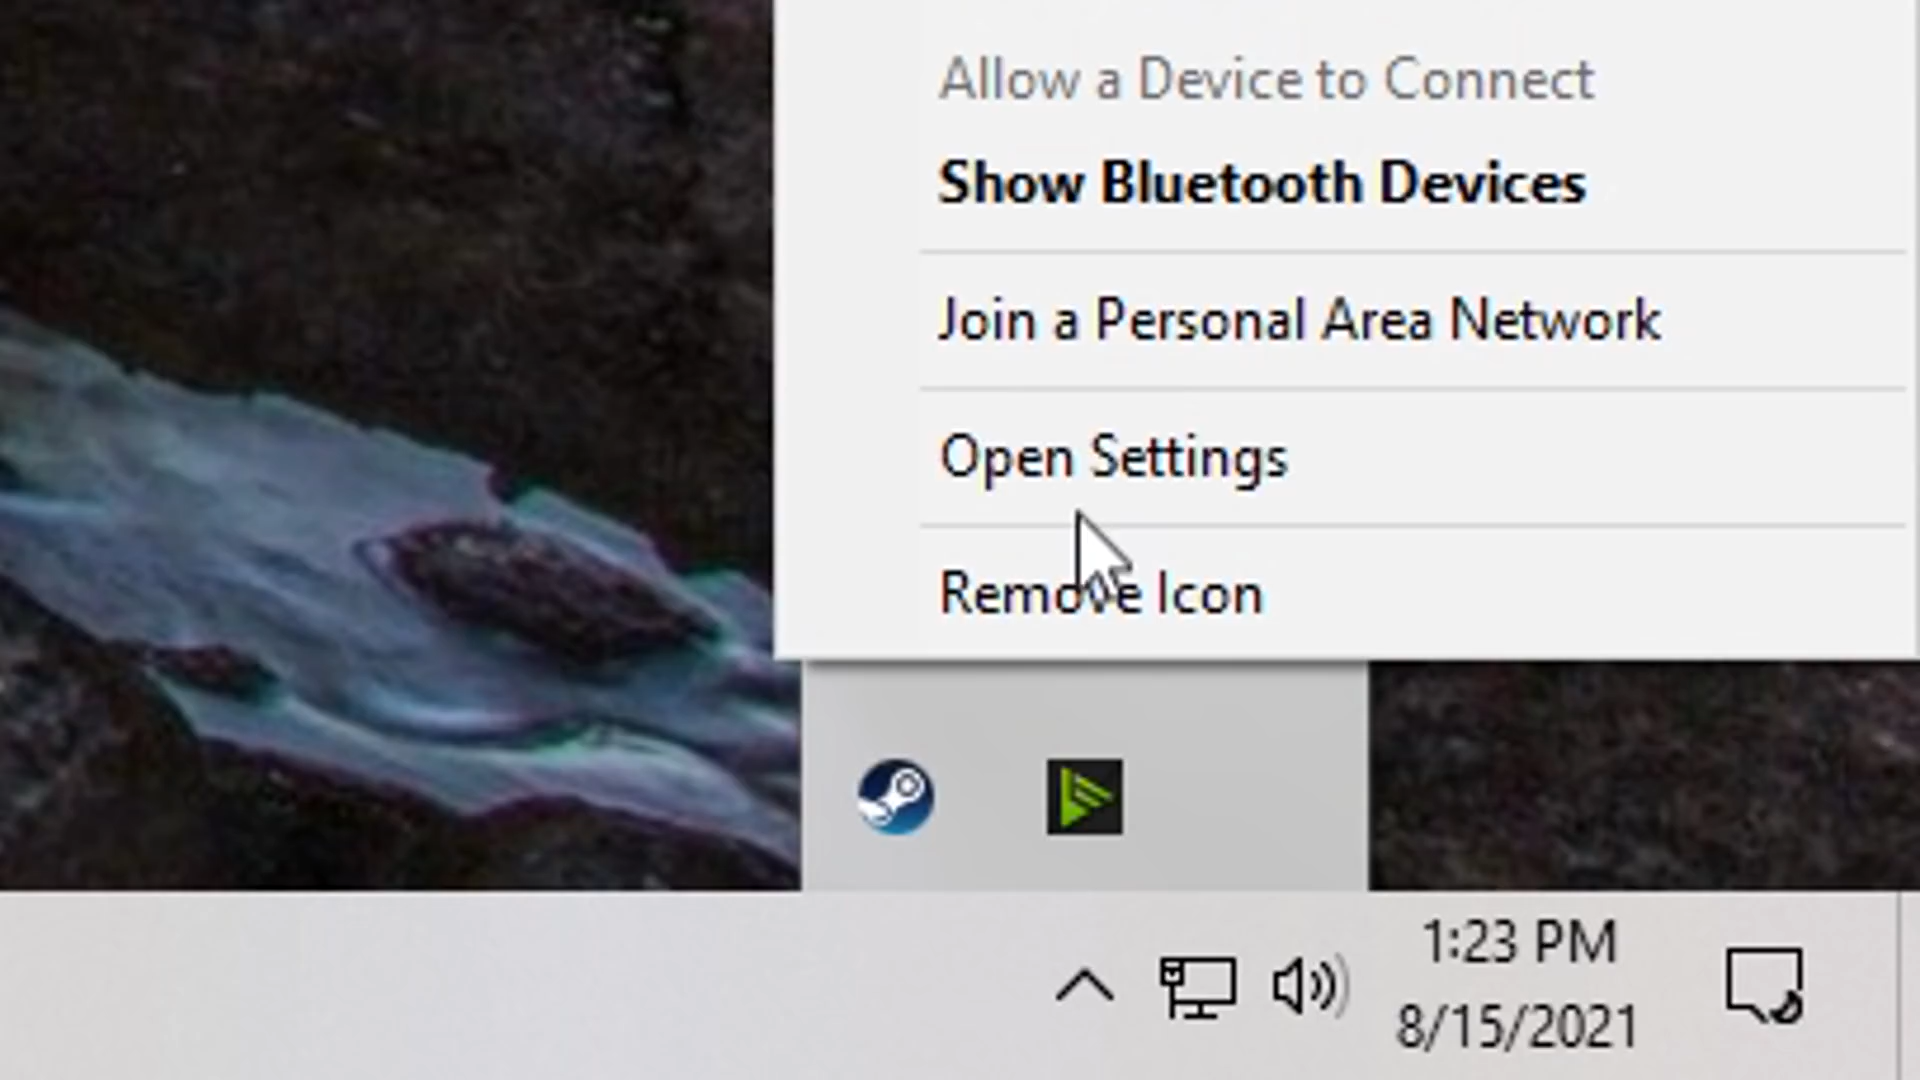 Allow a Device to Connect
Show Bluetooth Devices
Join a Personal Area Network
Open Settings
Remove Icon
1:23 PM
8/15/2021